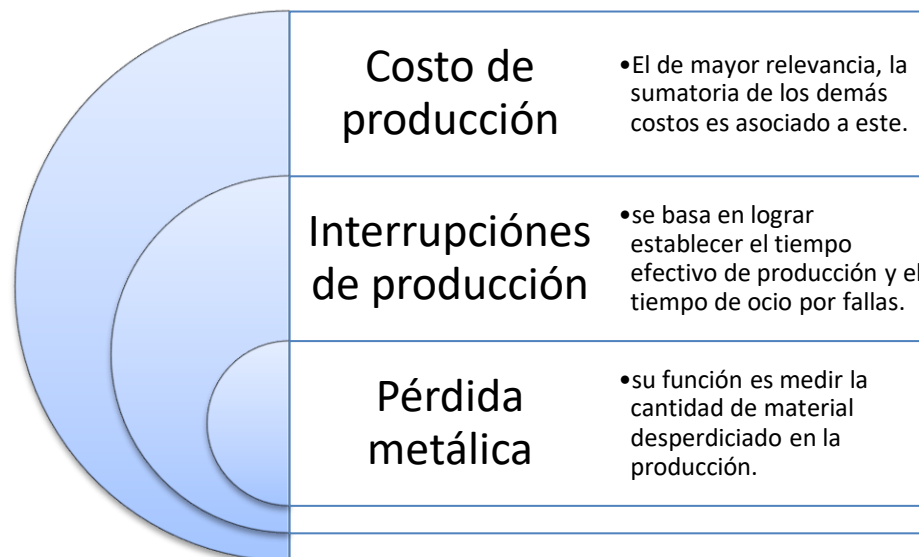 Costo de
producción
•El de mayor relevancia, la
sumatoria de los demás
costos es asociado a este.
Interrupciónes
de producción
•se basa en lograr
establecer el tiempo
efectivo de producción y el
tiempo de ocio por fallas.
Pérdida
metálica
•su función es medir la
cantidad de material
desperdiciado en la
producción.